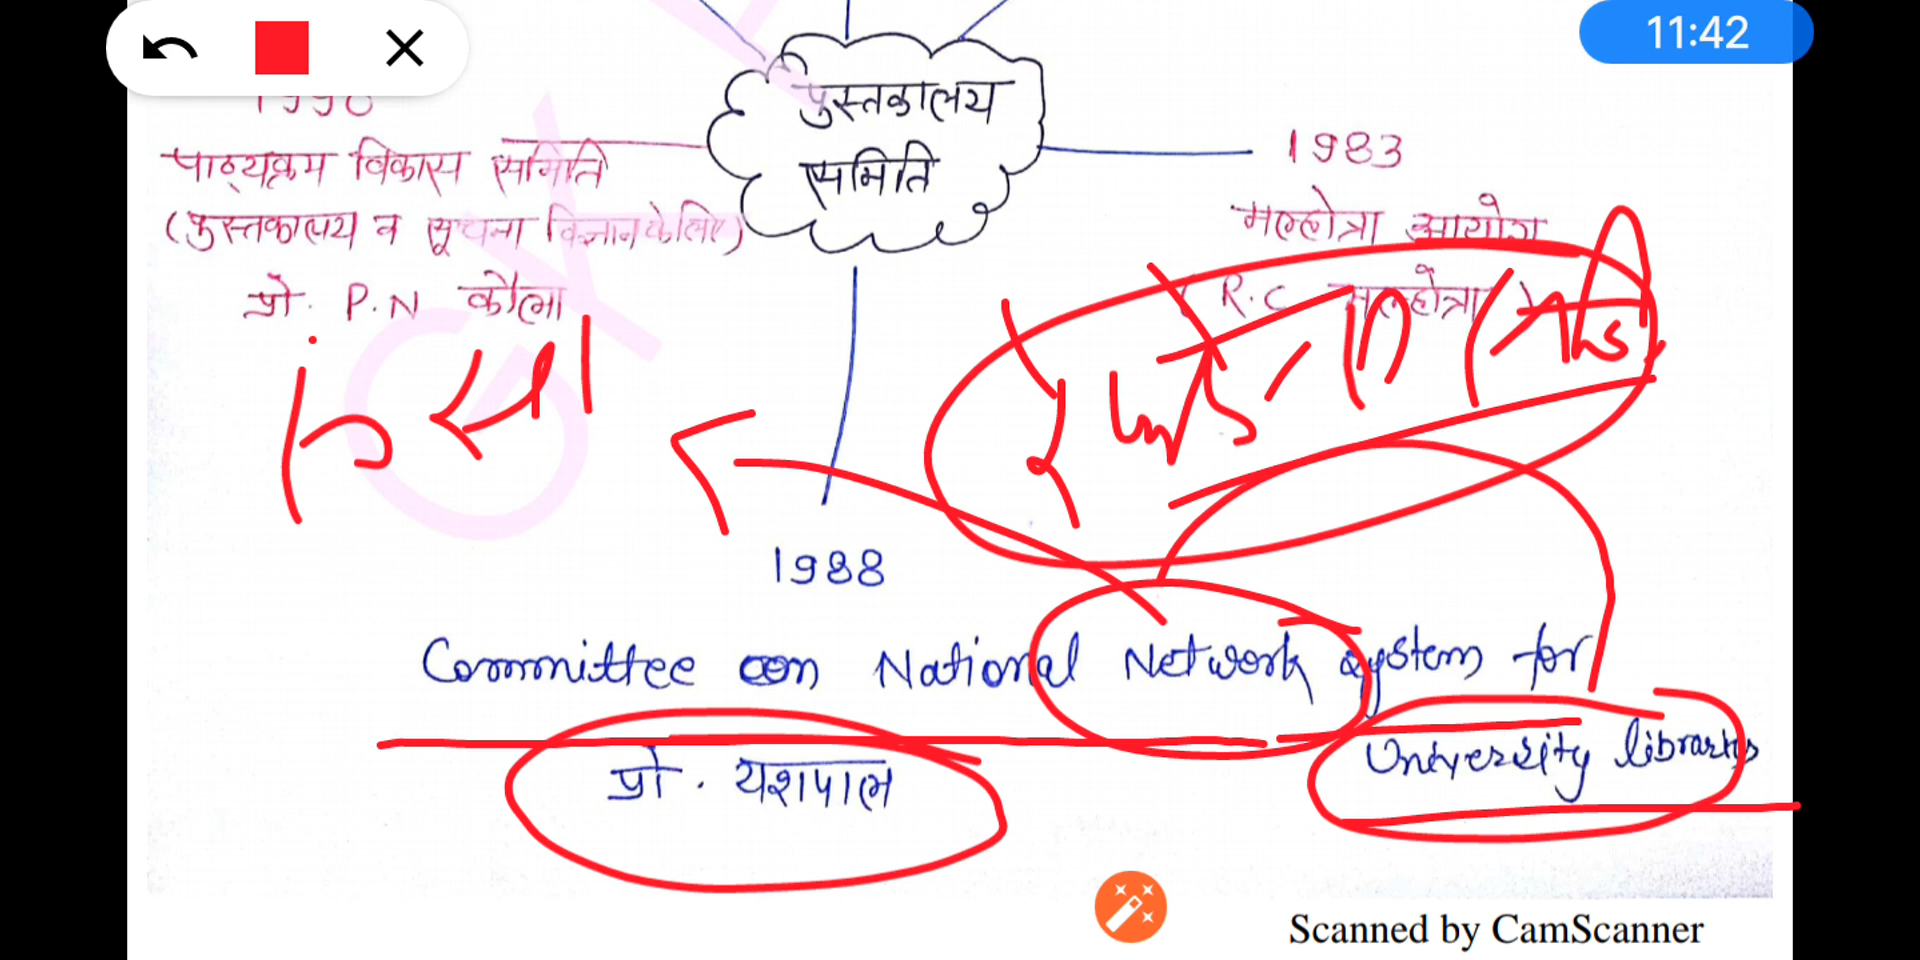 11:42
पुस्तकालय
समिति
1990
पाठ्यक्रम विकास समिति
(पुस्तकालय व सूचना विज्ञान के लिए)
प्रो. P.N कौला
1983
मल्होत्रा आयोग
( R.C मल्होत्रा )
1988
Committee on National Network system for
University libraries
प्रो. यशपाल
Scanned by CamScanner